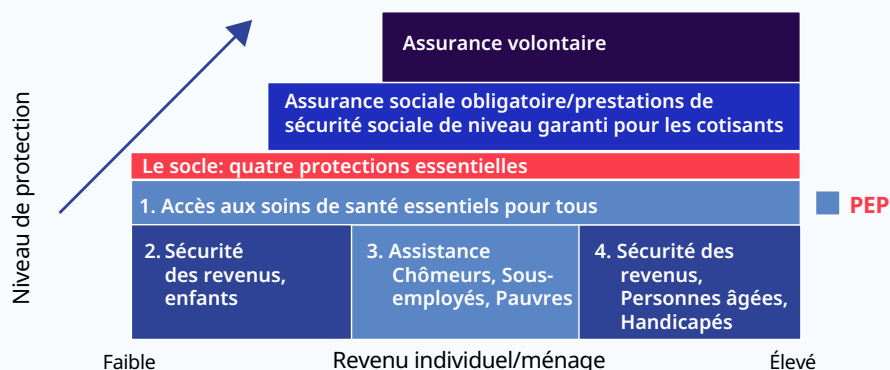 Assurance volontaire
Assurance sociale obligatoire/prestations de
sécurité sociale de niveau garanti pour les cotisants
Le socle: quatre protections essentielles
1. Accès aux soins de santé essentiels pour tous
PEP
2. Sécurité
des revenus,
enfants
3. Assistance
Chômeurs, Sous-
employés, Pauvres
4. Sécurité des
revenus,
Personnes âgées,
Handicapés
Niveau de protection
Faible
Revenu individuel/ménage
Élevé